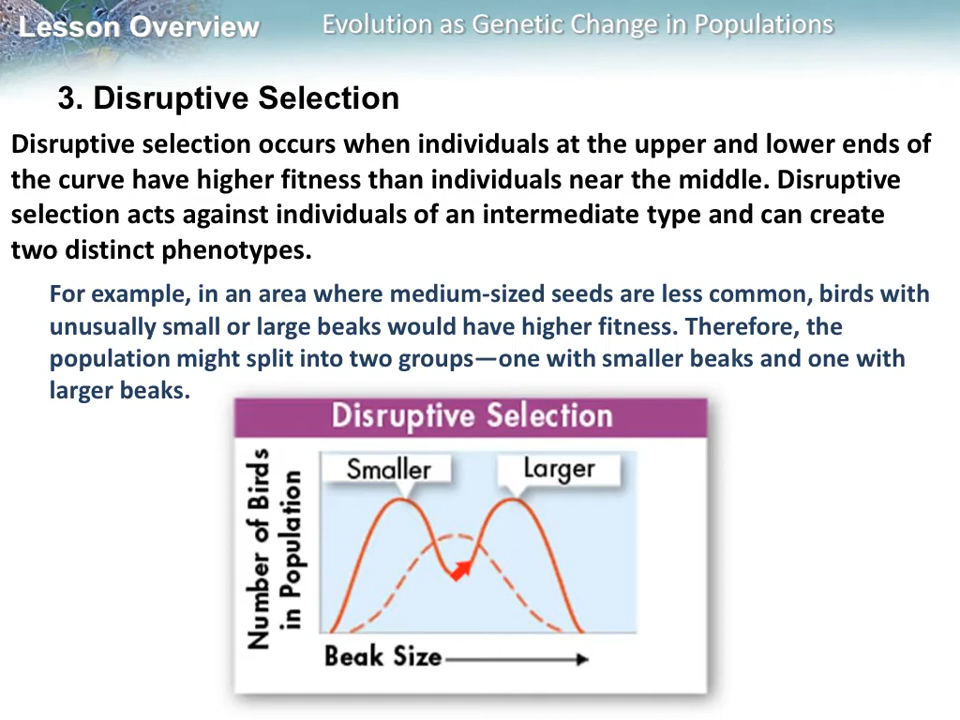 Lesson Overview
Evolution as Genetic Change in Populations
3. Disruptive Selection
Disruptive selection occurs when individuals at the upper and lower ends of
the curve have higher fitness than individuals near the middle. Disruptive
selection acts against individuals of an intermediate type and can create
two distinct phenotypes.
For example, in an area where medium-sized seeds are less common, birds with
unusually small or large beaks would have higher fitness. Therefore, the
population might split into two groups—one with smaller beaks and one with
larger beaks.
Disruptive Selection
Number of Birds
in Population
Smaller
Larger
Beak Size